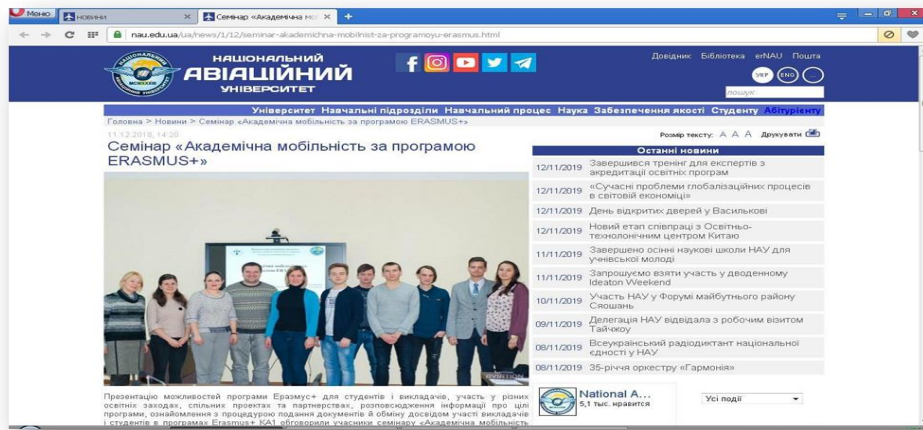 Меню
новини
Семінар «Академічна моб
nau.edu.ua/ua/news/1/12/seminar-akademichna-mobilnist-za-programoyu-erasmus.html
НАЦІОНАЛЬНИЙ
АВІАЦІЙНИЙ
УНІВЕРСИТЕТ
Довідник Бібліотека erNAU Пошта
УКР ENG ...
пошук
Університет Навчальні підрозділи Навчальний процес Наука Забезпечення якості Студенту Абітурієнту
Головна > Новини > Семінар «Академічна мобільність за програмою ERASMUS+»
11.12.2018, 14:28
Розмір тексту: A A A Друкувати
Семінар «Академічна мобільність за програмою
ERASMUS+»
Останні новини
12/11/2019 Завершився тренінг для експертів з
акредитації освітніх програм
12/11/2019 «Сучасні проблеми глобалізаційних процесів
в світовій економіці»
12/11/2019 День відкритих дверей у Василькові
12/11/2019 Новий етап співпраці з Освітньо-
технологічним центром Китаю
11/11/2019 Завершено осінні наукові школи НАУ для
учнівської молоді
11/11/2019 Запрошуємо взяти участь у дводенному
Ideaton Weekend
10/11/2019 Участь НАУ у Форумі майбутнього району
Сяошань
09/11/2019 Делегація НАУ відвідала з робочим візитом
Тайчжоу
08/11/2019 Всеукраїнський радіодиктант національної
єдності у НАУ
08/11/2019 35-річчя оркестру «Гармонія»
AVIATION
Презентацію можливостей програми Еразмус+ для студентів і викладачів, участь у різних
освітніх заходах, спільних проектах та партнерствах, розповсюдження інформації про цілі
програми, ознайомлення з процедурою подання документів й обміну досвідом участі викладачів
і студентів в програмах Erasmus+ КА1 обговорили учасники семінару «Академічна мобільність
National A...
5,1 тыс. нравится
Усі події